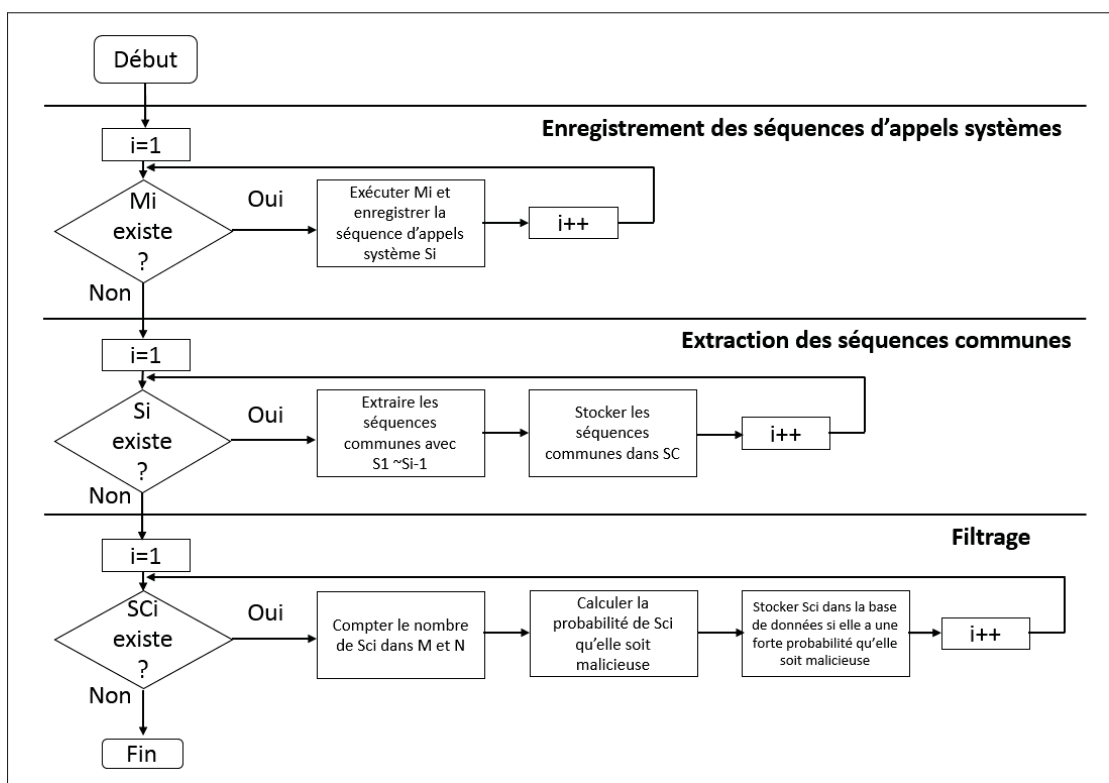 Début
Enregistrement des séquences d'appels systèmes
i=1
Mi
existe
?
Oui
Exécuter Mi et
enregistrer la
séquence d'appels
système Si
i++
Non
Extraction des séquences communes
i=1
Si
existe
?
Oui
Extraire les
séquences
communes avec
S1 ~Si-1
Stocker les
séquences
communes dans SC
i++
Non
Filtrage
i=1
SCi
existe
?
Oui
Compter le nombre
de Sci dans M et N
Calculer la
probabilité de Sci
qu'elle soit
malicieuse
Stocker Sci dans la base
de données si elle a une
forte probabilité qu'elle
soit malicieuse
i++
Non
Fin